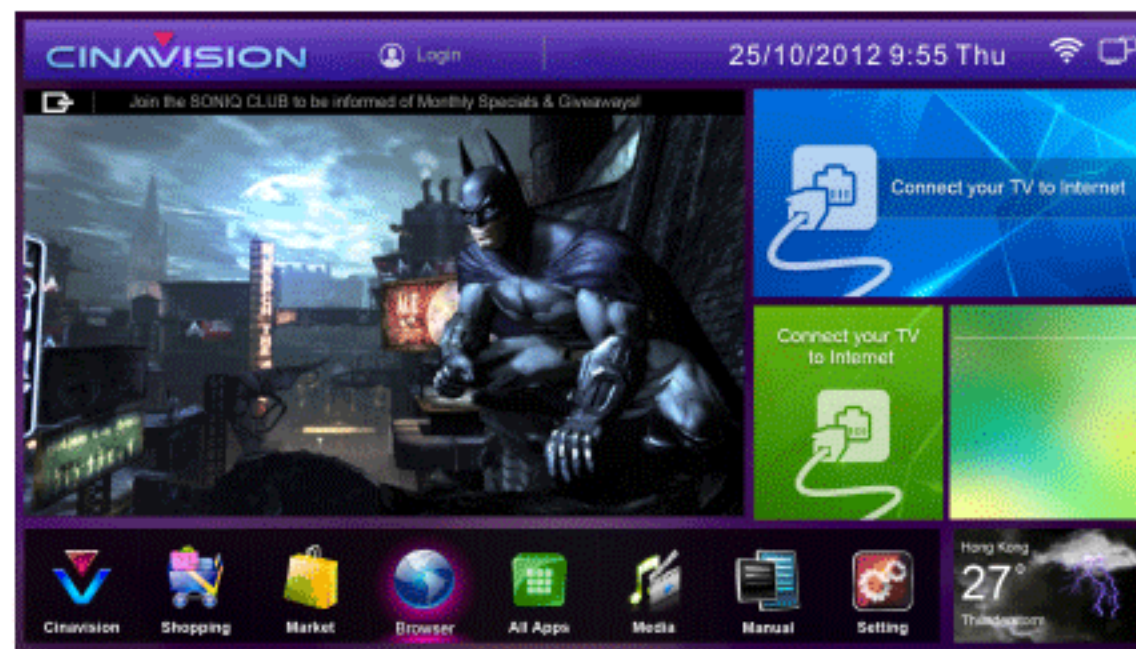 CINAVISION
Login
25/10/2012 9:55 Thu
Join the SONIQ CLUB to be informed of Monthly Specials & Giveaways!
Connect your TV to Internet
Connect your TV
to Internet
Cinavision
Shopping
Market
Browser
All Apps
Media
Manual
Setting
Hong Kong
27°
Thunderstorm